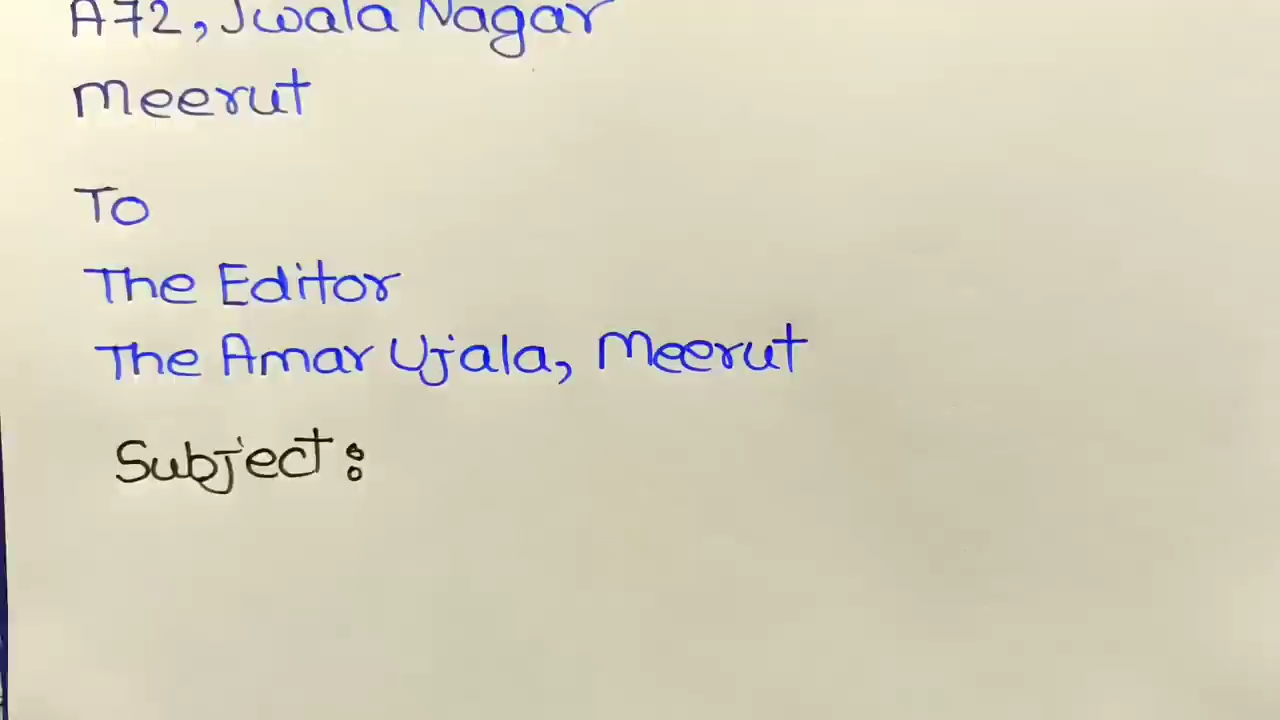 A72, Jwala Nagar
Meerut
To
The Editor
The Amar Ujala, Meerut
Subject: